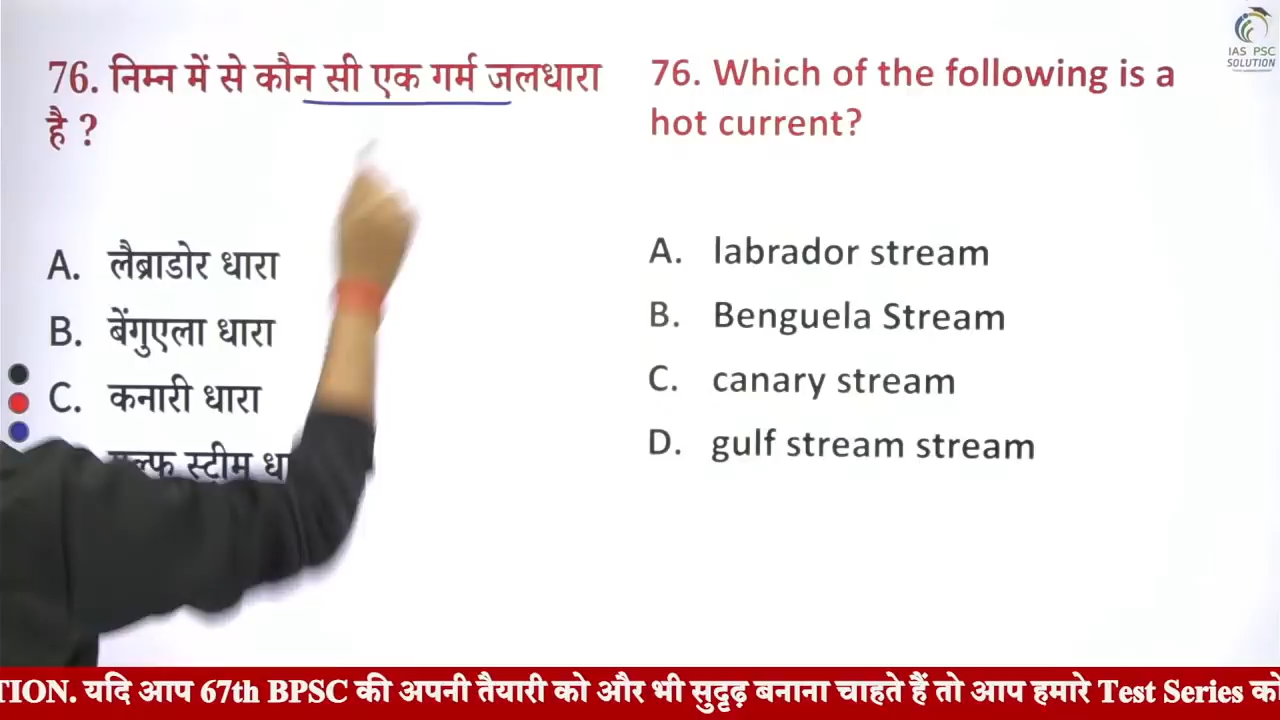 76. निम्न में से कौन सी एक गर्म जलधारा
है ?
A. लैब्राडोर धारा
B. बेंगुएला धारा
C. कनारी धारा
स्ट्रीम
76. Which of the following is a
hot current?
A. labrador stream
B. Benguela Stream
C. canary stream
D. gulf stream stream
IAS PSC
SOLUTION
TION. यदि आप 67th BPSC की अपनी तैयारी को और भी सुदृढ़ बनाना चाहते हैं तो आप हमारे Test Series को